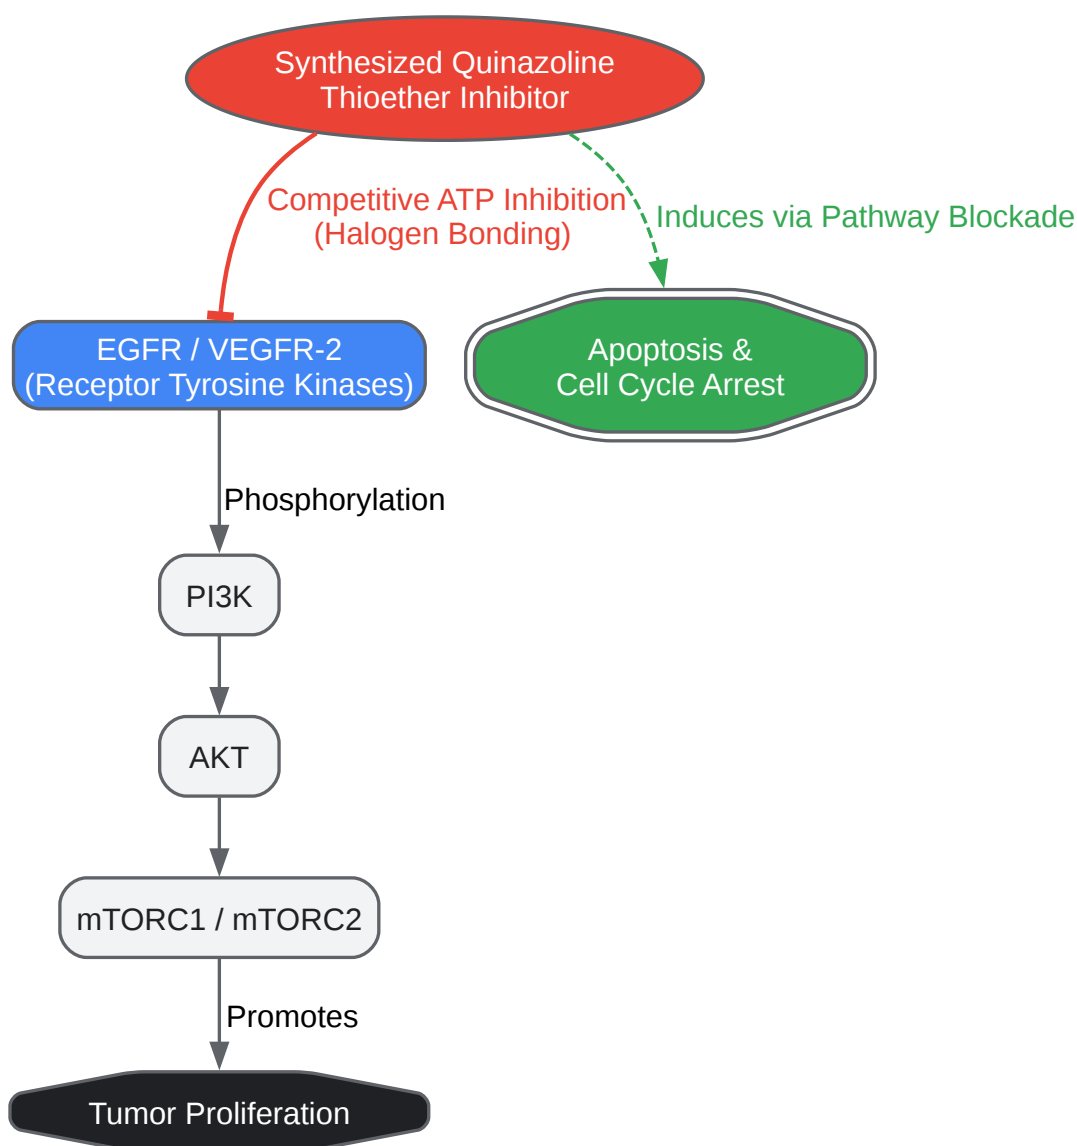 Synthesized Quinazoline
Thioether Inhibitor
Competitive ATP Inhibition
(Halogen Bonding)
Induces via Pathway Blockade
EGFR / VEGFR-2
(Receptor Tyrosine Kinases)
Apoptosis &
Cell Cycle Arrest
Phosphorylation
PI3K
AKT
mTORC1 / mTORC2
Promotes
Tumor Proliferation